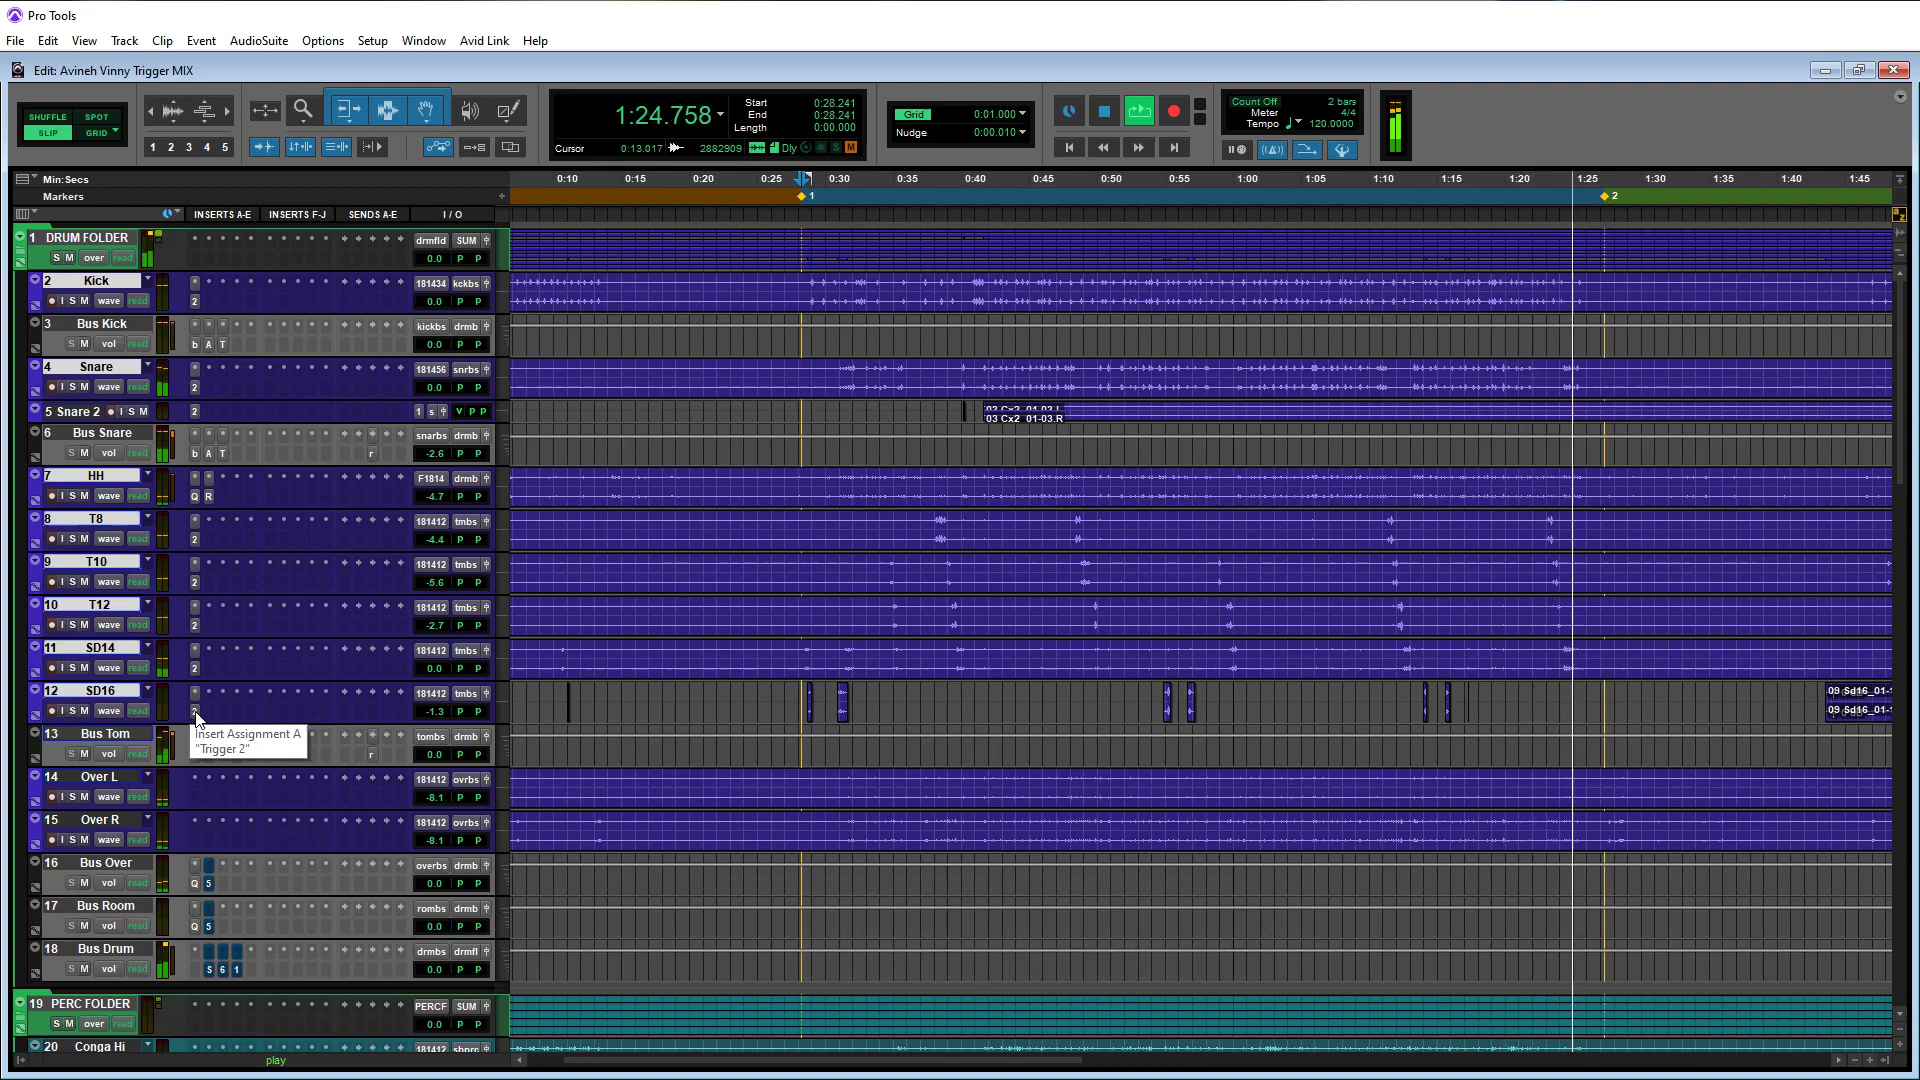 Pro Tools
File Edit View Track Clip Event AudioSuite Options Setup Window Avid Link Help
Edit: Avineh Vinny Trigger MIX
SHUFFLE SPOT
SLIP GRID
1 2 3 4 5
1:24.758
Start 0:28.241
End 0:28.241
Length 0:00.000
Cursor 0:13.017 2882909 Dly S M
Grid 0:01.000
Nudge 0:00.010
Count Off 2 bars
Meter 4/4
Tempo 120.0000
Min:Secs 0:10 0:15 0:20 0:25 0:30 0:35 0:40 0:45 0:50 0:55 1:00 1:05 1:10 1:15 1:20 1:25 1:30 1:35 1:40 1:45
Markers 1 2
INSERTS A-E INSERTS F-J SENDS A-E I / O
1 DRUM FOLDER drmfld SUM
S M over read 0.0 P P
2 Kick 181434 kckbs
I S M wave read 2 0.0 P P
3 Bus Kick kickbs drmb
S M vol read b A T 0.0 P P
4 Snare 181456 snrbs
I S M wave read 2 0.0 P P
5 Snare 2 I S M 2 1 s V P P
03 Cx2_01-03.L
03 Cx2_01-03.R
6 Bus Snare snarbs drmb
S M vol read b A T r -2.6 P P
7 HH F1814 drmb
I S M wave read Q R -4.7 P P
8 T8 181412 tmbs
I S M wave read 2 -4.4 P P
9 T10 181412 tmbs
I S M wave read 2 -5.6 P P
10 T12 181412 tmbs
I S M wave read 2 -2.7 P P
11 SD14 181412 tmbs
I S M wave read 2 0.0 P P
12 SD16 181412 tmbs 09 Sd16_01-1
I S M wave read 2 -1.3 P P 09 Sd16_01-1
Insert Assignment A
"Trigger 2"
13 Bus Tom tombs drmb
S M vol read r 0.0 P P
14 Over L 181412 ovrbs
I S M wave read -8.1 P P
15 Over R 181412 ovrbs
I S M wave read -8.1 P P
16 Bus Over overbs drmb
S M vol read Q 5 0.0 P P
17 Bus Room rombs drmb
S M vol read Q 5 0.0 P P
18 Bus Drum drmbs drmfl
S M vol read S 6 1 0.0 P P
19 PERC FOLDER PERCF SUM
S M over read 0.0 P P
20 Conga Hi 181412 shprc
play